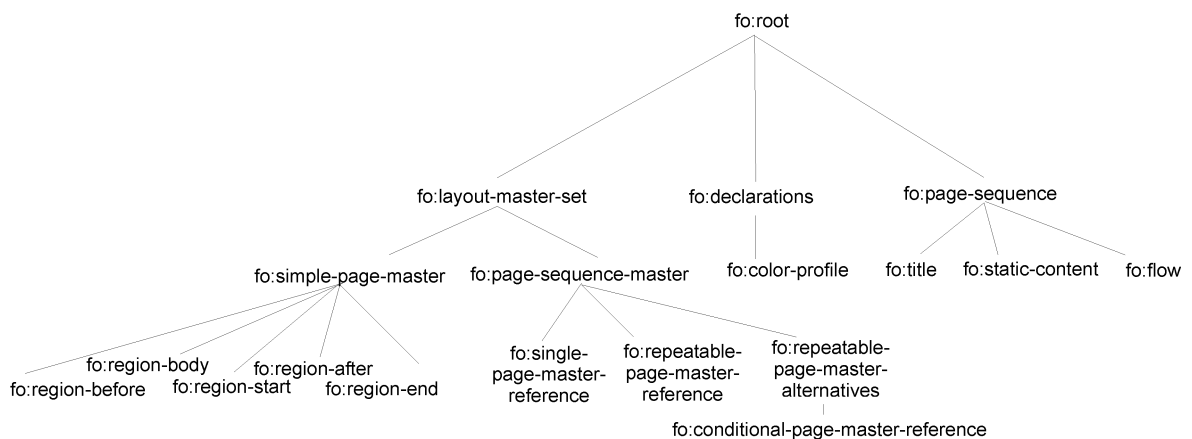 fo:root
fo:layout-master-set
fo:declarations
fo:page-sequence
fo:simple-page-master
fo:page-sequence-master
fo:color-profile
fo:title
fo:static-content
fo:flow
fo:region-before
fo:region-body
fo:region-start
fo:region-after
fo:region-end
fo:single-
page-master-
reference
fo:repeatable-
page-master-
reference
fo:repeatable-
page-master-
alternatives
fo:conditional-page-master-reference